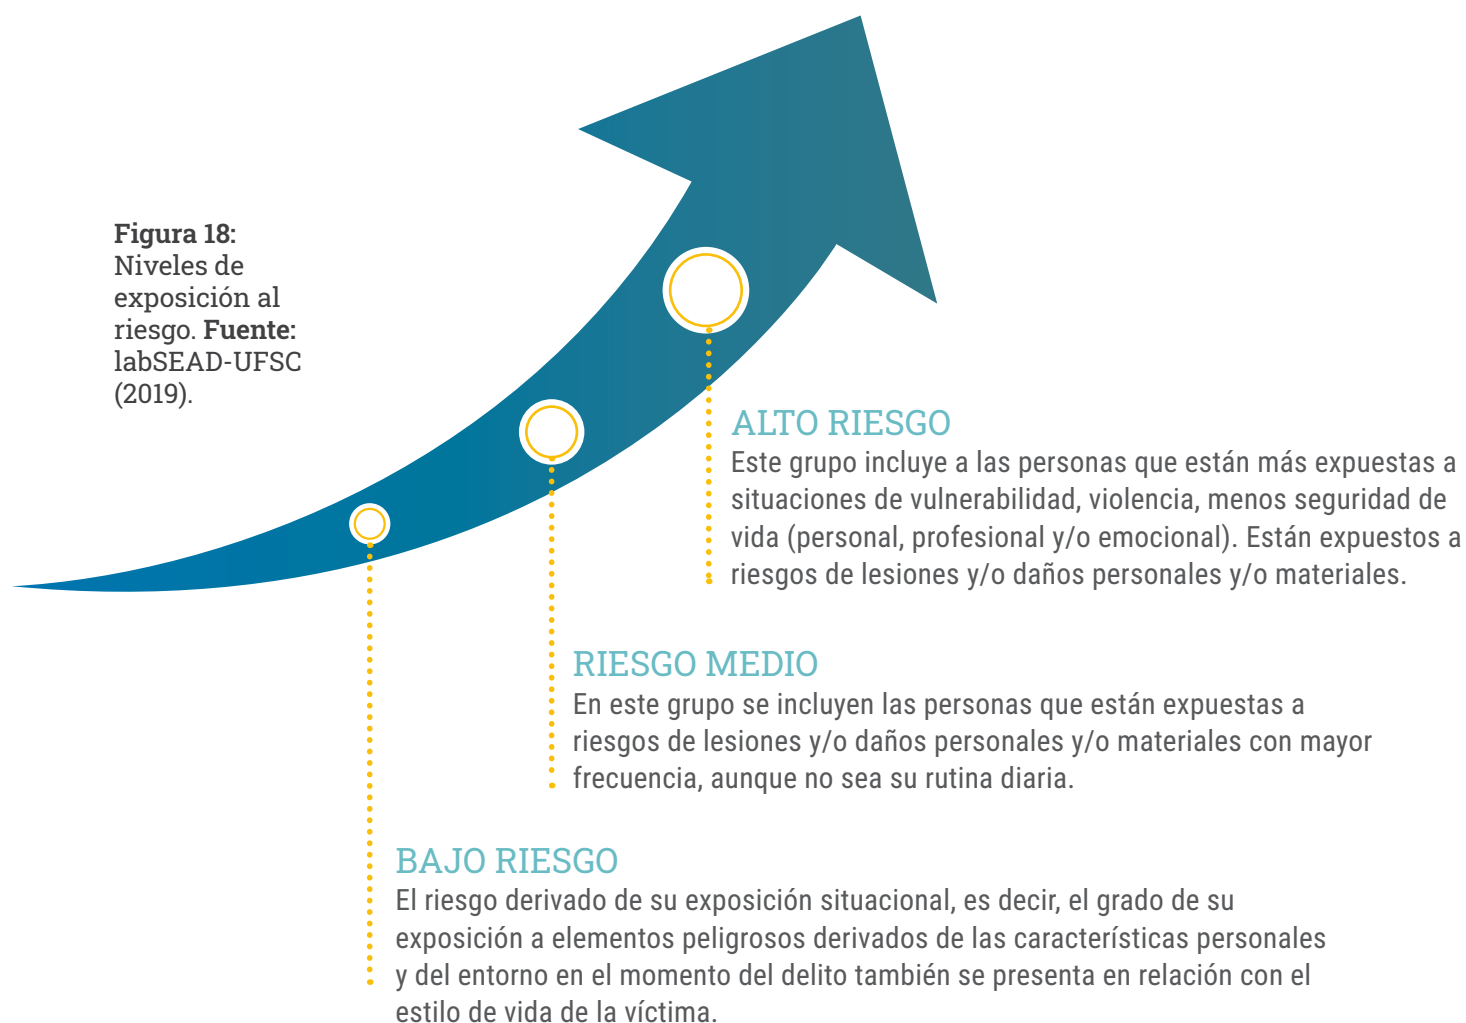 Figura 18:
Niveles de
exposición al
riesgo. Fuente:
labSEAD-UFSC
(2019).
ALTO RIESGO
Este grupo incluye a las personas que están más expuestas a
situaciones de vulnerabilidad, violencia, menos seguridad de
vida (personal, profesional y/o emocional). Están expuestos a
riesgos de lesiones y/o daños personales y/o materiales.
RIESGO MEDIO
En este grupo se incluyen las personas que están expuestas a
riesgos de lesiones y/o daños personales y/o materiales con mayor
frecuencia, aunque no sea su rutina diaria.
BAJO RIESGO
El riesgo derivado de su exposición situacional, es decir, el grado de su
exposición a elementos peligrosos derivados de las características personales
y del entorno en el momento del delito también se presenta en relación con el
estilo de vida de la víctima.